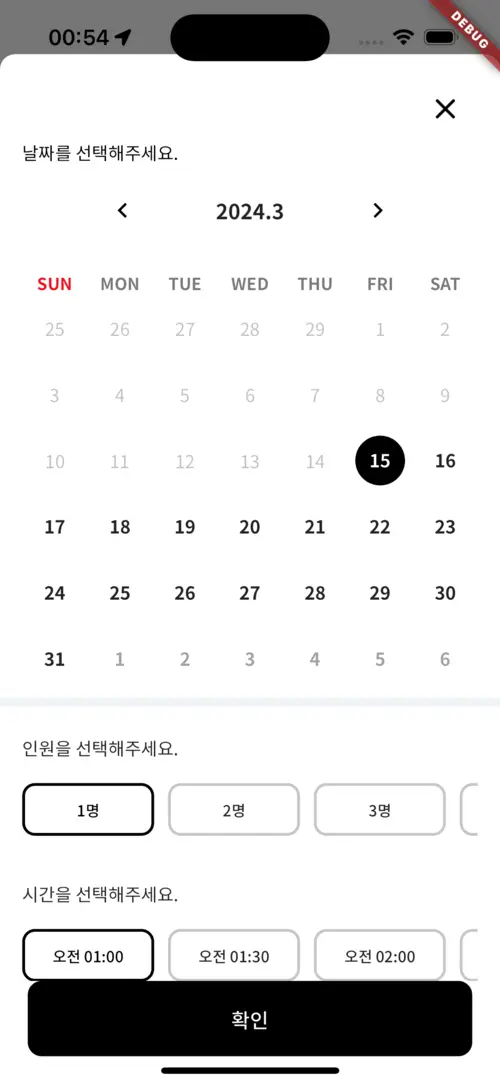 00:54
DEBUG
날짜를 선택해주세요.
2024.3
SUN MON TUE WED THU FRI SAT
25 26 27 28 29 1 2
3 4 5 6 7 8 9
10 11 12 13 14 15 16
17 18 19 20 21 22 23
24 25 26 27 28 29 30
31 1 2 3 4 5 6
인원을 선택해주세요.
1명 2명 3명
시간을 선택해주세요.
오전 01:00 오전 01:30 오전 02:00
확인